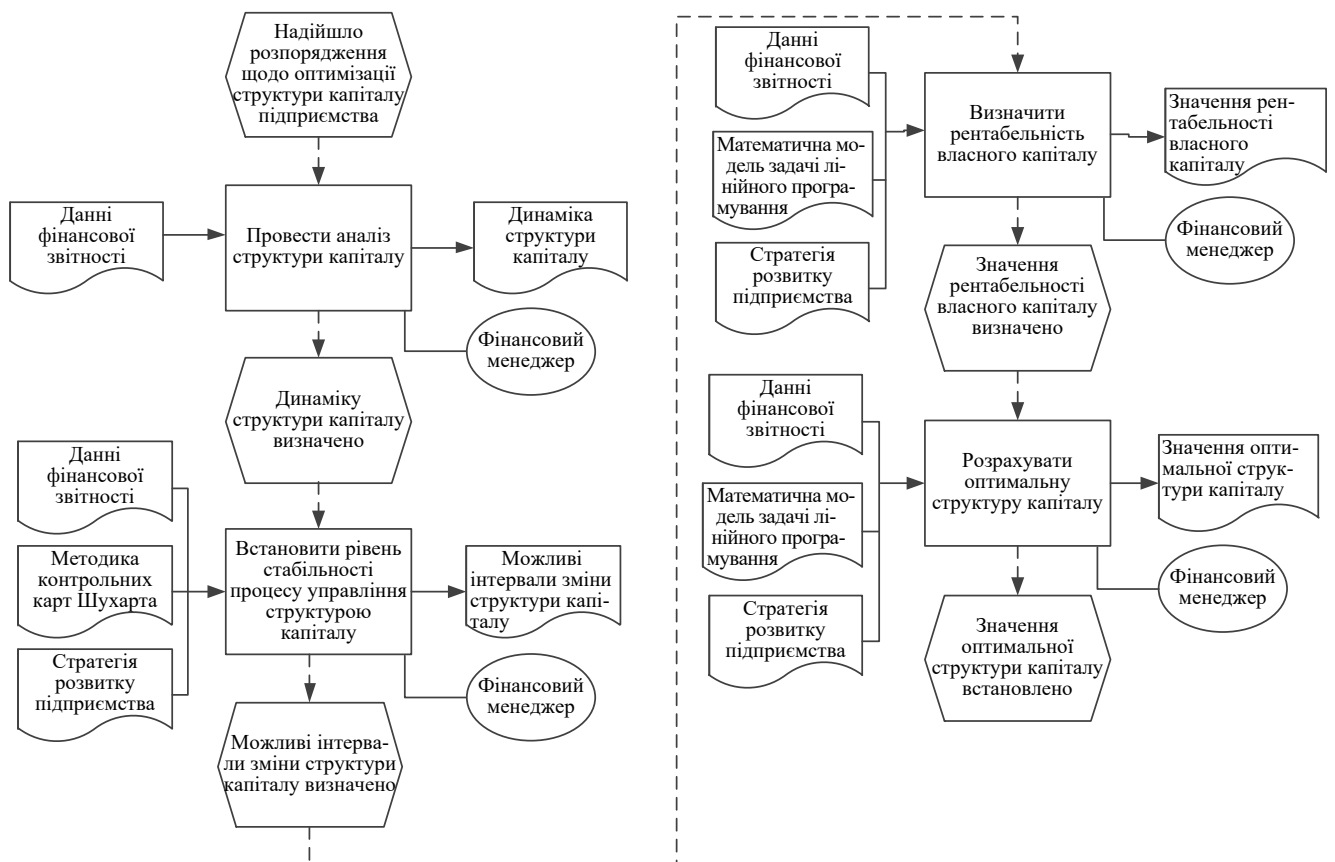 Надійшло
розпорядження
щодо оптимізації
структури капіталу
підприємства
Данні
фінансової
звітності
Провести аналіз
структури капіталу
Динаміка
структури
капіталу
Фінансовий
менеджер
Динаміку
структури капіталу
визначено
Данні
фінансової
звітності
Методика
контрольних
карт Шухарта
Стратегія
розвитку
підприємства
Встановити рівень
стабільності
процесу управління
структурою
капіталу
Можливі
інтервали зміни
структури капі-
талу
Фінансовий
менеджер
Можливі інтерва-
ли зміни структури
капіталу визначено
Данні
фінансової
звітності
Математична мо-
дель задачі лі-
нійного програ-
мування
Стратегія
розвитку
підприємства
Визначити
рентабельність
власного капіталу
Значення рен-
табельності
власного
капіталу
Фінансовий
менеджер
Значення
рентабельності
власного капіталу
визначено
Данні
фінансової
звітності
Математична мо-
дель задачі лі-
нійного програ-
мування
Стратегія
розвитку
підприємства
Розрахувати
оптимальну
структуру капіталу
Значення опти-
мальної струк-
тури капіталу
Фінансовий
менеджер
Значення
оптимальної
структури капіталу
встановлено